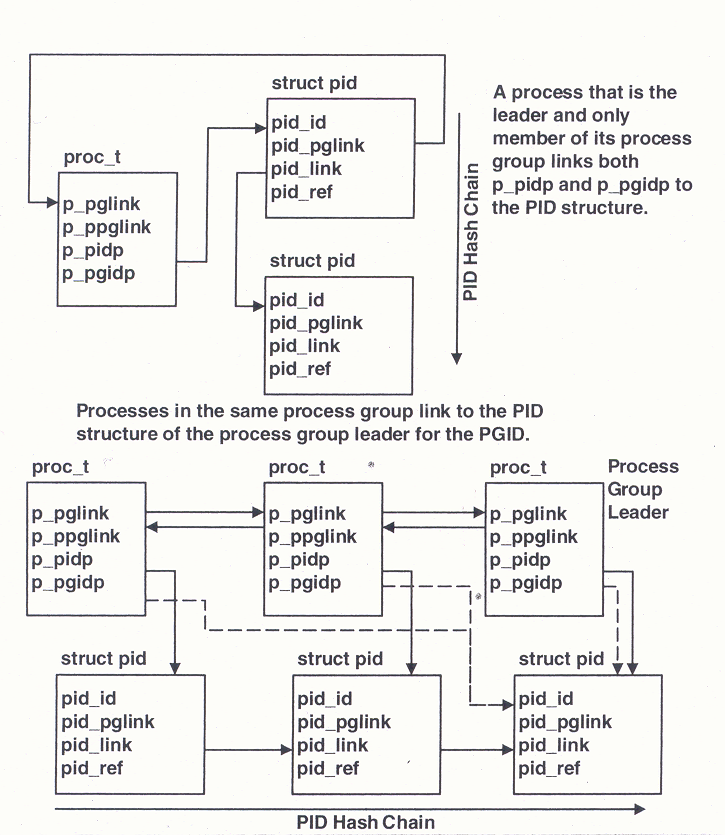 struct pid
pid_id
pid_pglink
pid_link
pid_ref
A process that is the
leader and only
member of its process
group links both
p_pidp and p_pgidp to
the PID structure.
proc_t
p_pglink
p_ppglink
p_pidp
p_pgidp
PID Hash Chain
struct pid
pid_id
pid_pglink
pid_link
pid_ref
Processes in the same process group link to the PID
structure of the process group leader for the PGID.
proc_t
p_pglink
p_ppglink
p_pidp
p_pgidp
proc_t
p_pglink
p_ppglink
p_pidp
p_pgidp
proc_t
p_pglink
p_ppglink
p_pidp
p_pgidp
Process
Group
Leader
struct pid
pid_id
pid_pglink
pid_link
pid_ref
struct pid
pid_id
pid_pglink
pid_link
pid_ref
struct pid
pid_id
pid_pglink
pid_link
pid_ref
PID Hash Chain